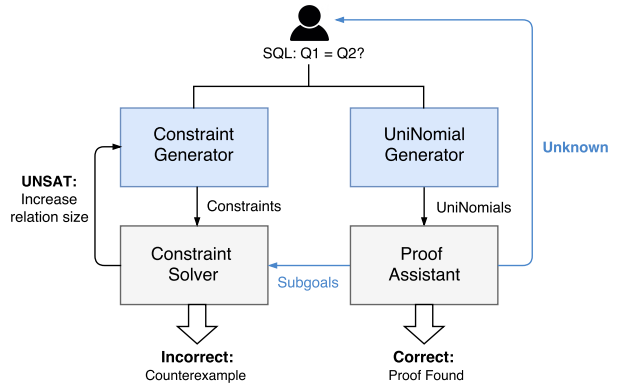 SQL: Q1 = Q2?
Constraint
Generator
UniNomial
Generator
Unknown
UNSAT:
Increase
relation size
Constraints
UniNomials
Constraint
Solver
Subgoals
Proof
Assistant
Incorrect:
Counterexample
Correct:
Proof Found